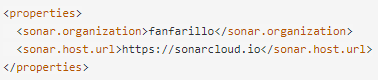 <properties>
  <sonar.organization>fanfarillo</sonar.organization>
  <sonar.host.url>https://sonarcloud.io</sonar.host.url>
</properties>